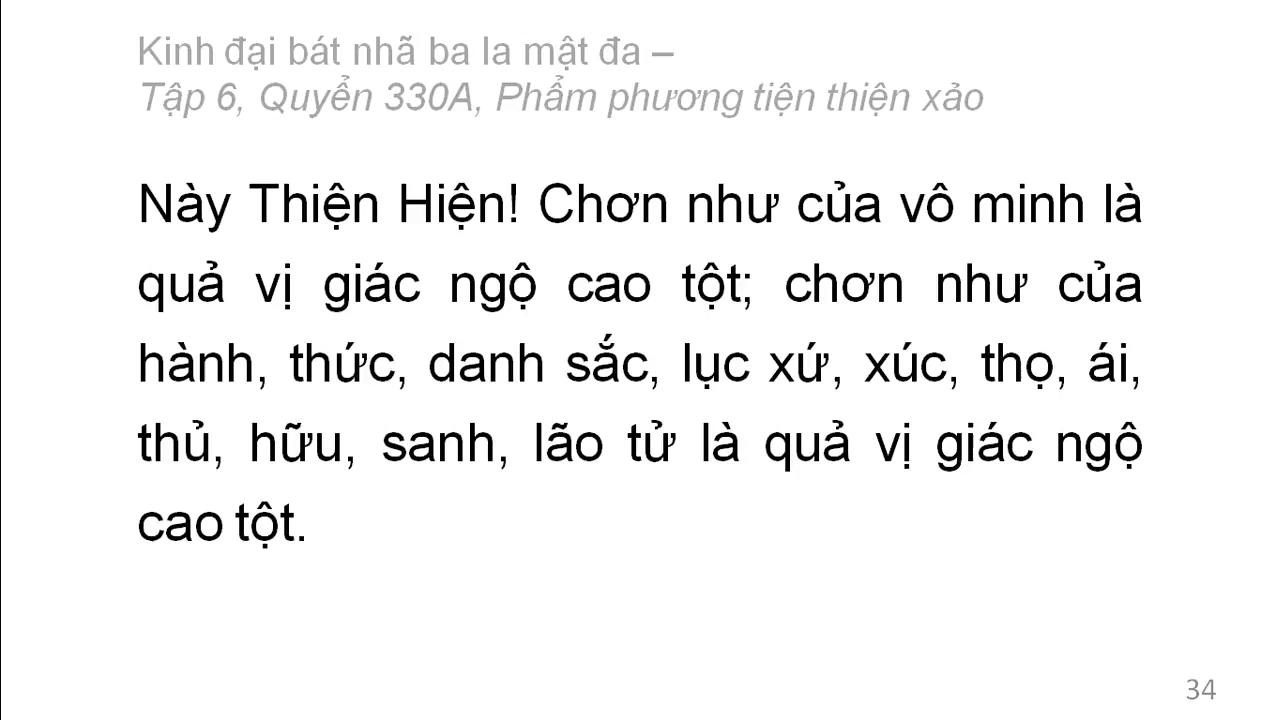 Kinh đại bát nhã ba la mật đa –
Tập 6, Quyển 330A, Phẩm phương tiện thiện xảo
Này Thiện Hiện! Chơn như của vô minh là
quả vị giác ngộ cao tột; chơn như của
hành, thức, danh sắc, lục xứ, xúc, thọ, ái,
thủ, hữu, sanh, lão tử là quả vị giác ngộ
cao tột.
34